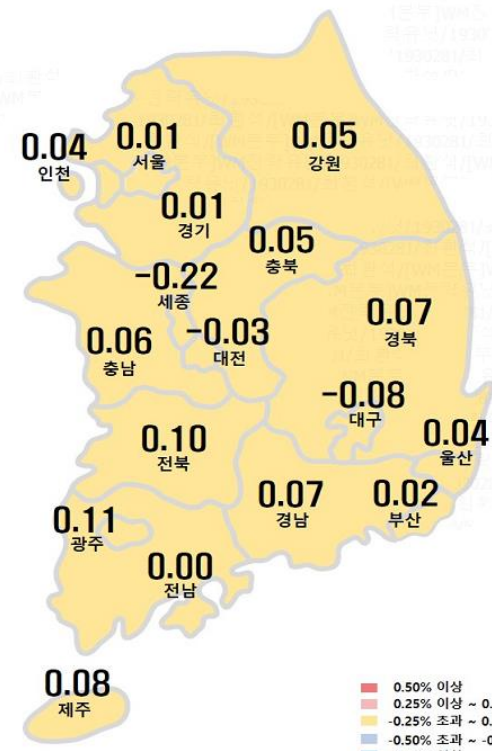 0.01
서울
0.04
인천
0.05
강원
0.01
경기
0.05
충북
-0.22
세종
0.06
충남
-0.03
대전
0.07
경북
-0.08
대구
0.04
울산
0.10
전북
0.07
경남
0.02
부산
0.11
광주
0.00
전남
0.08
제주
0.50% 이상
0.25% 이상 ~ 0.
-0.25% 초과 ~ 0.
-0.50% 초과 ~ -0